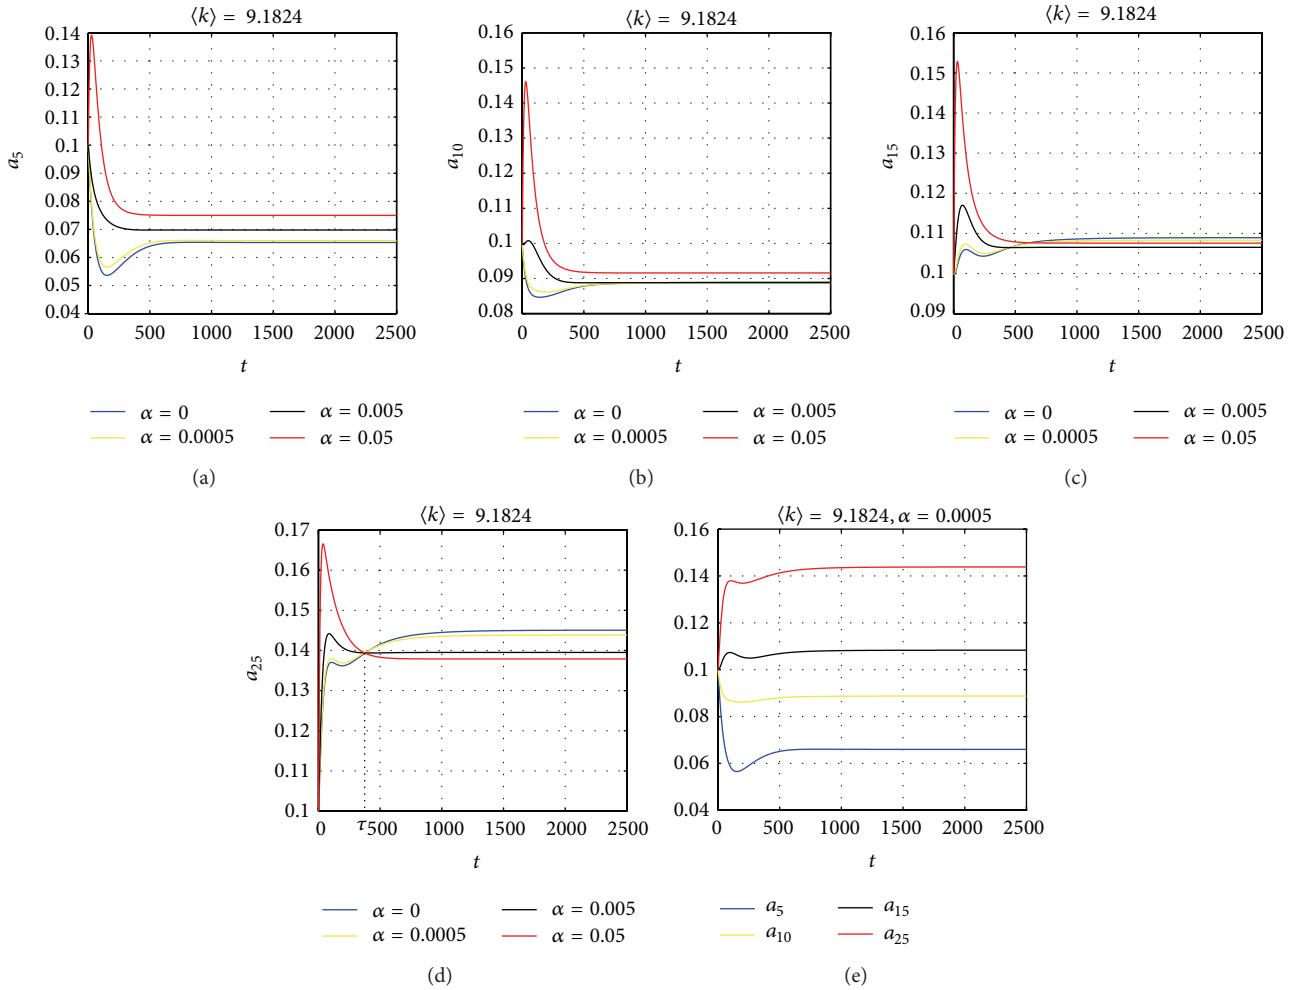 ⟨k⟩ = 9.1824
⟨k⟩ = 9.1824
⟨k⟩ = 9.1824
0.14
0.13
0.12
0.11
0.1
0.09
0.08
0.07
0.06
0.05
0.04
a5
0 500 1000 1500 2000 2500
t
0.16
0.15
0.14
0.13
0.12
0.11
0.1
0.09
0.08
a10
0 500 1000 1500 2000 2500
t
0.16
0.15
0.14
0.13
0.12
0.11
0.1
0.09
a15
0 500 1000 1500 2000 2500
t
α = 0
α = 0.005
α = 0.0005
α = 0.05
(a)
α = 0
α = 0.005
α = 0.0005
α = 0.05
(b)
α = 0
α = 0.005
α = 0.0005
α = 0.05
(c)
⟨k⟩ = 9.1824
0.17
0.16
0.15
0.14
0.13
0.12
0.11
0.1
a25
0 τ 500 1000 1500 2000 2500
t
α = 0
α = 0.005
α = 0.0005
α = 0.05
(d)
⟨k⟩ = 9.1824, α = 0.0005
0.16
0.14
0.12
0.1
0.08
0.06
0.04
0 500 1000 1500 2000 2500
t
a5
a15
a10
a25
(e)